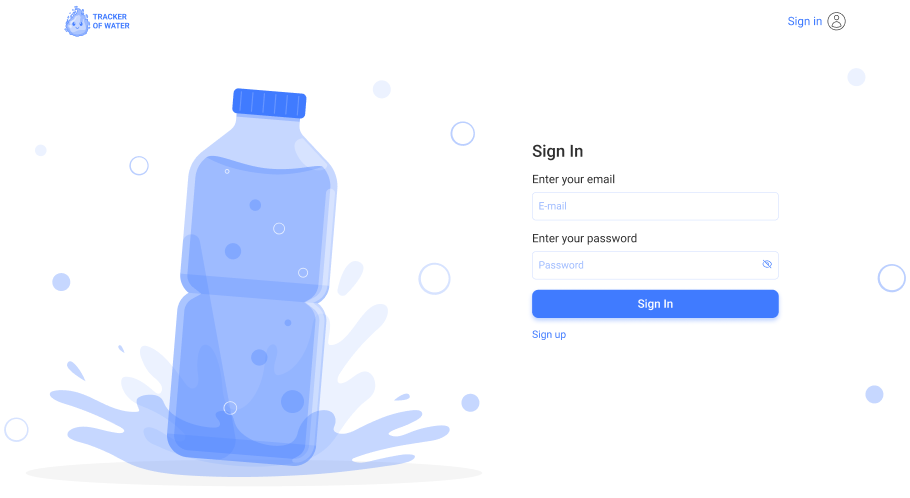 TRACKER
OF WATER
Sign in
Sign In
Enter your email
E-mail
Enter your password
Password
Sign In
Sign up